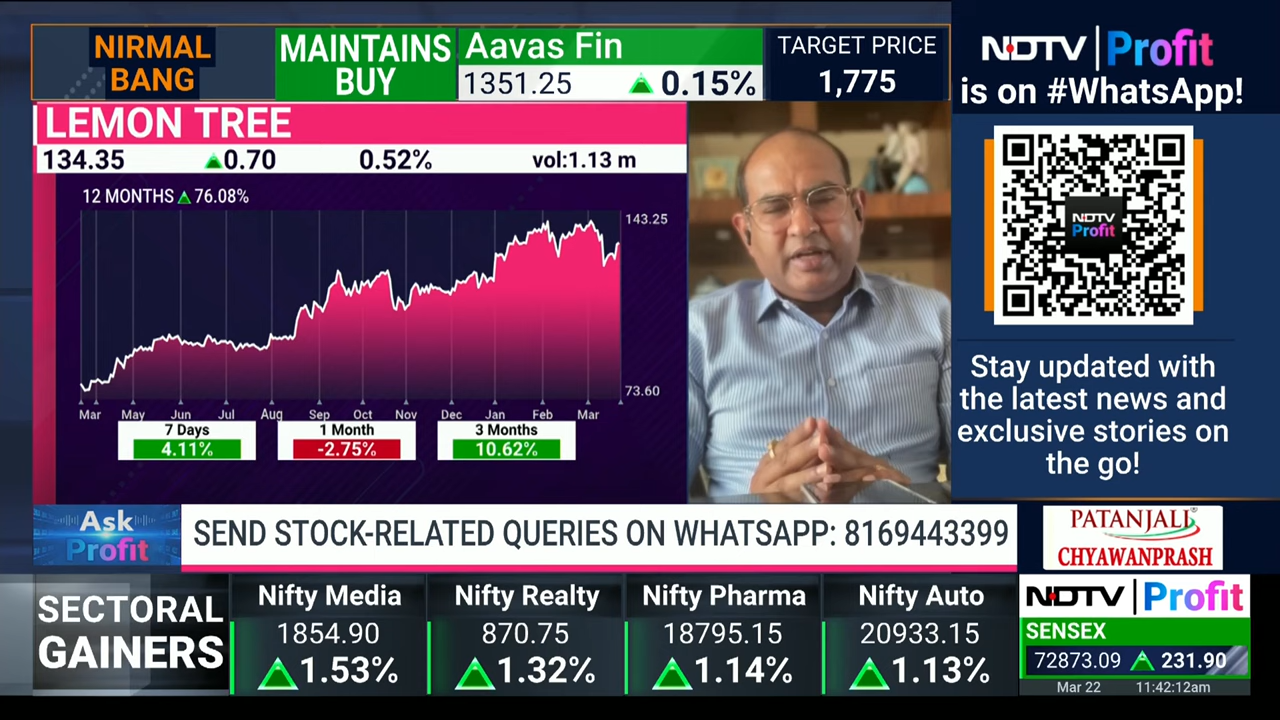 NIRMAL
BANG
MAINTAINS
BUY
Aavas Fin
1351.25 0.15%
TARGET PRICE
1,775
NDTV Profit
is on #WhatsApp!
LEMON TREE
134.35 0.70 0.52% vol:1.13 m
12 MONTHS 76.08%
143.25
73.60
Mar May Jun Jul Aug Sep Oct Nov Dec Jan Feb Mar
7 Days
4.11%
1 Month
-2.75%
3 Months
10.62%
NDTV
Profit
Stay updated with
the latest news and
exclusive stories on
the go!
Ask
Profit
SEND STOCK-RELATED QUERIES ON WHATSAPP: 8169443399
PATANJALI
CHYAWANPRASH
SECTORAL
GAINERS
Nifty Media
1854.90
1.53%
Nifty Realty
870.75
1.32%
Nifty Pharma
18795.15
1.14%
Nifty Auto
20933.15
1.13%
NDTV Profit
SENSEX
72873.09 231.90
Mar 22 11:42:12am